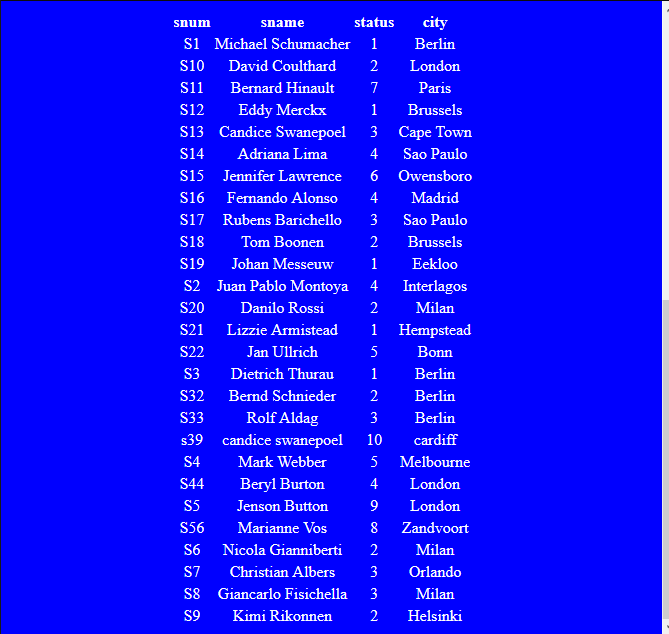 snum sname status city
S1 Michael Schumacher 1 Berlin
S10 David Coulthard 2 London
S11 Bernard Hinault 7 Paris
S12 Eddy Merckx 1 Brussels
S13 Candice Swanepoel 3 Cape Town
S14 Adriana Lima 4 Sao Paulo
S15 Jennifer Lawrence 6 Owensboro
S16 Fernando Alonso 4 Madrid
S17 Rubens Barichello 3 Sao Paulo
S18 Tom Boonen 2 Brussels
S19 Johan Messeuw 1 Eekloo
S2 Juan Pablo Montoya 4 Interlagos
S20 Danilo Rossi 2 Milan
S21 Lizzie Armistead 1 Hempstead
S22 Jan Ullrich 5 Bonn
S3 Dietrich Thurau 1 Berlin
S32 Bernd Schnieder 2 Berlin
S33 Rolf Aldag 3 Berlin
s39 candice swanepoel 10 cardiff
S4 Mark Webber 5 Melbourne
S44 Beryl Burton 4 London
S5 Jenson Button 9 London
S56 Marianne Vos 8 Zandvoort
S6 Nicola Gianniberti 2 Milan
S7 Christian Albers 3 Orlando
S8 Giancarlo Fisichella 3 Milan
S9 Kimi Rikonnen 2 Helsinki